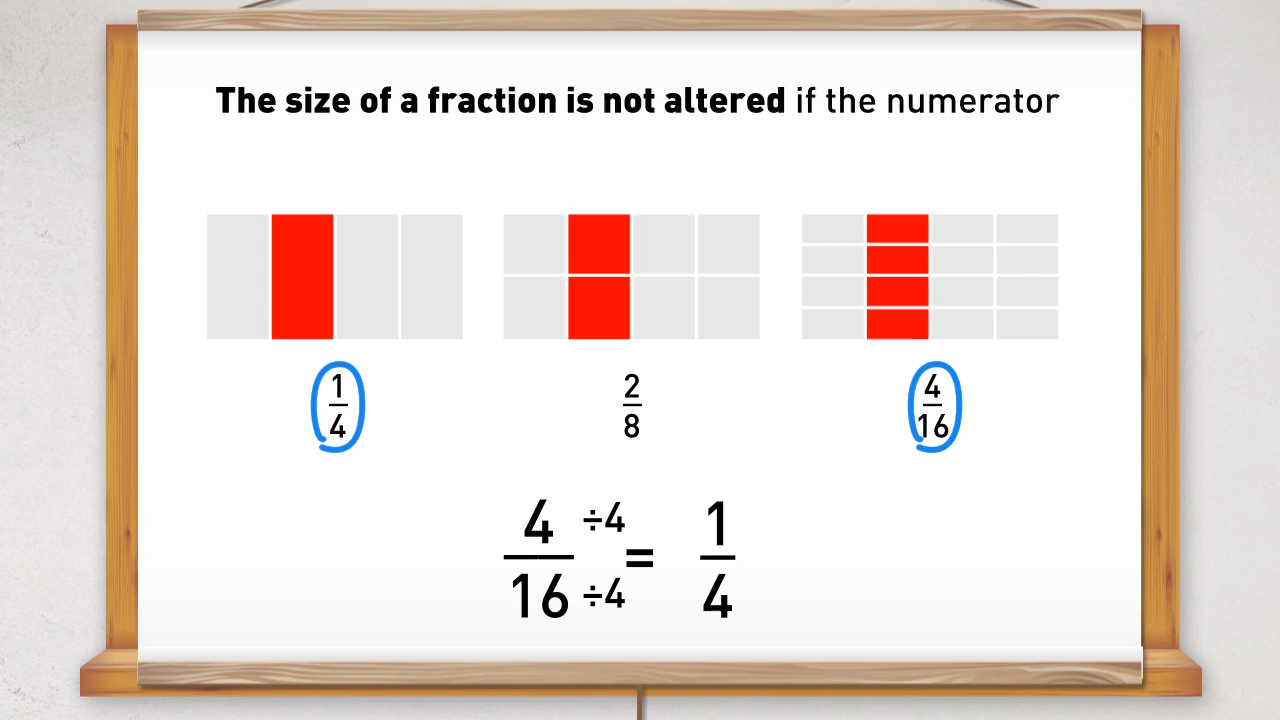 The size of a fraction is not altered if the numerator
1/4 2/8 4/16
4/16 ÷4/÷4 = 1/4